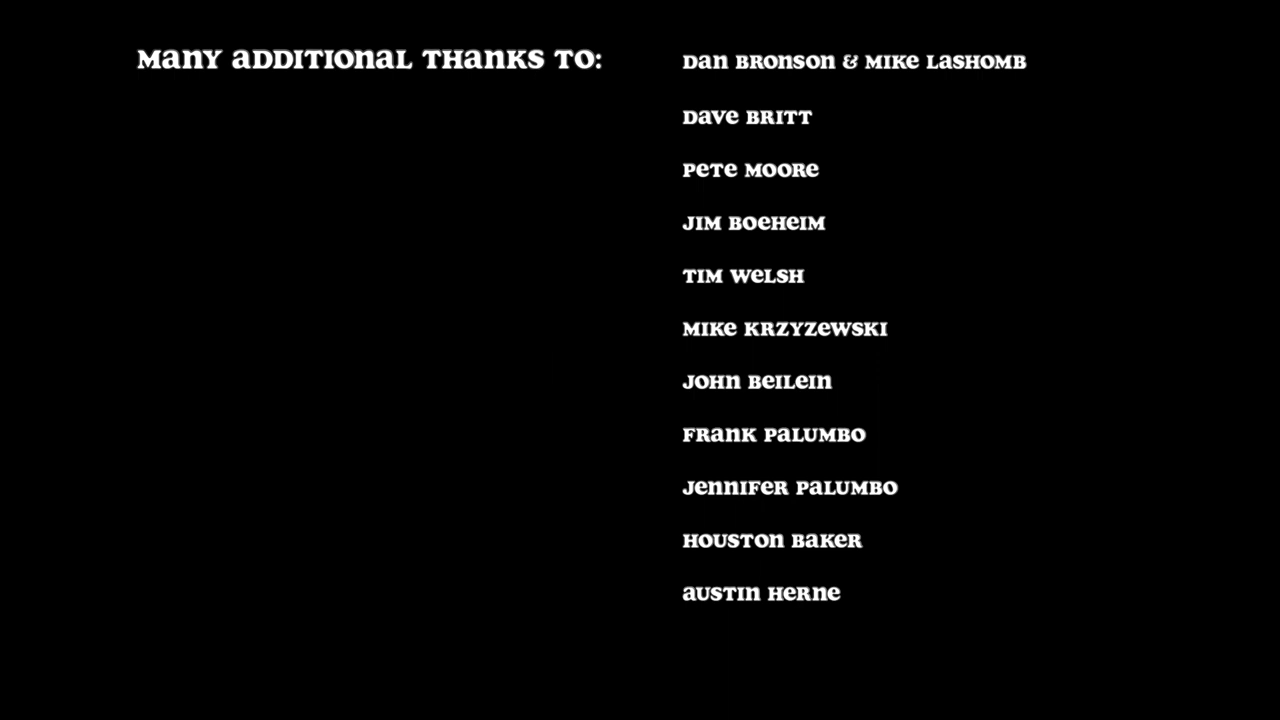 Many additional thanks to:
Dan Bronson & Mike Lashomb
Dave Britt
Pete Moore
Jim Boeheim
Tim Welsh
Mike Krzyzewski
John Beilein
Frank Palumbo
Jennifer Palumbo
Houston Baker
Austin Herne